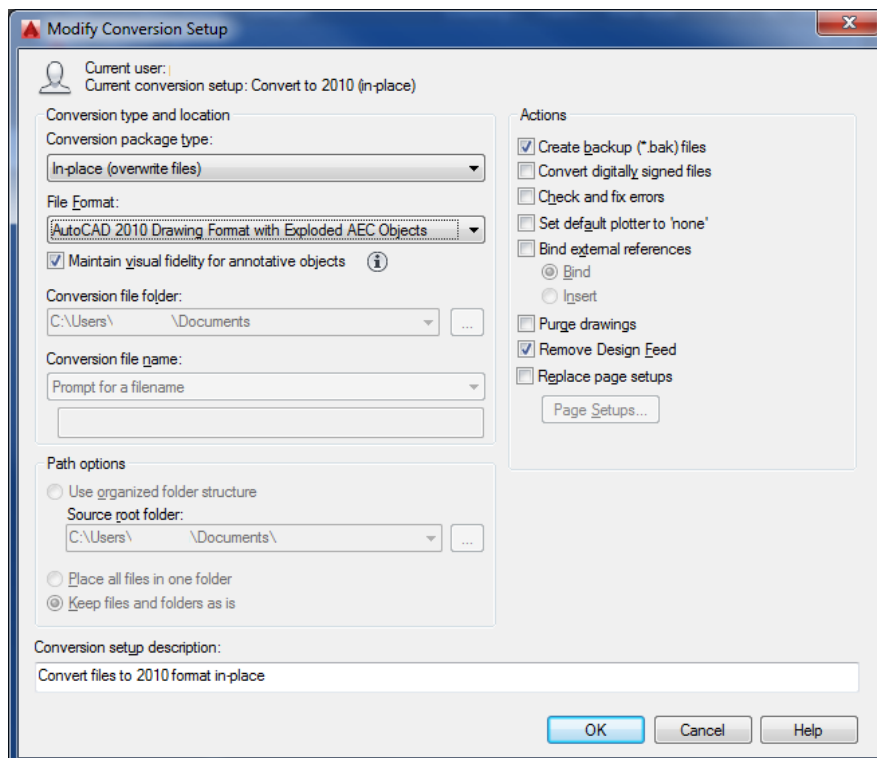 Modify Conversion Setup
Current user:
Current conversion setup: Convert to 2010 (in-place)
Conversion type and location
Conversion package type:
In-place (overwrite files)
File Format:
AutoCAD 2010 Drawing Format with Exploded AEC Objects
Maintain visual fidelity for annotative objects
Conversion file folder:
C:\Users\ \Documents
...
Conversion file name:
Prompt for a filename
Path options
Use organized folder structure
Source root folder:
C:\Users\ \Documents\
...
Place all files in one folder
Keep files and folders as is
Actions
Create backup (*.bak) files
Convert digitally signed files
Check and fix errors
Set default plotter to 'none'
Bind external references
Bind
Insert
Purge drawings
Remove Design Feed
Replace page setups
Page Setups...
Conversion setup description:
Convert files to 2010 format in-place
OK
Cancel
Help